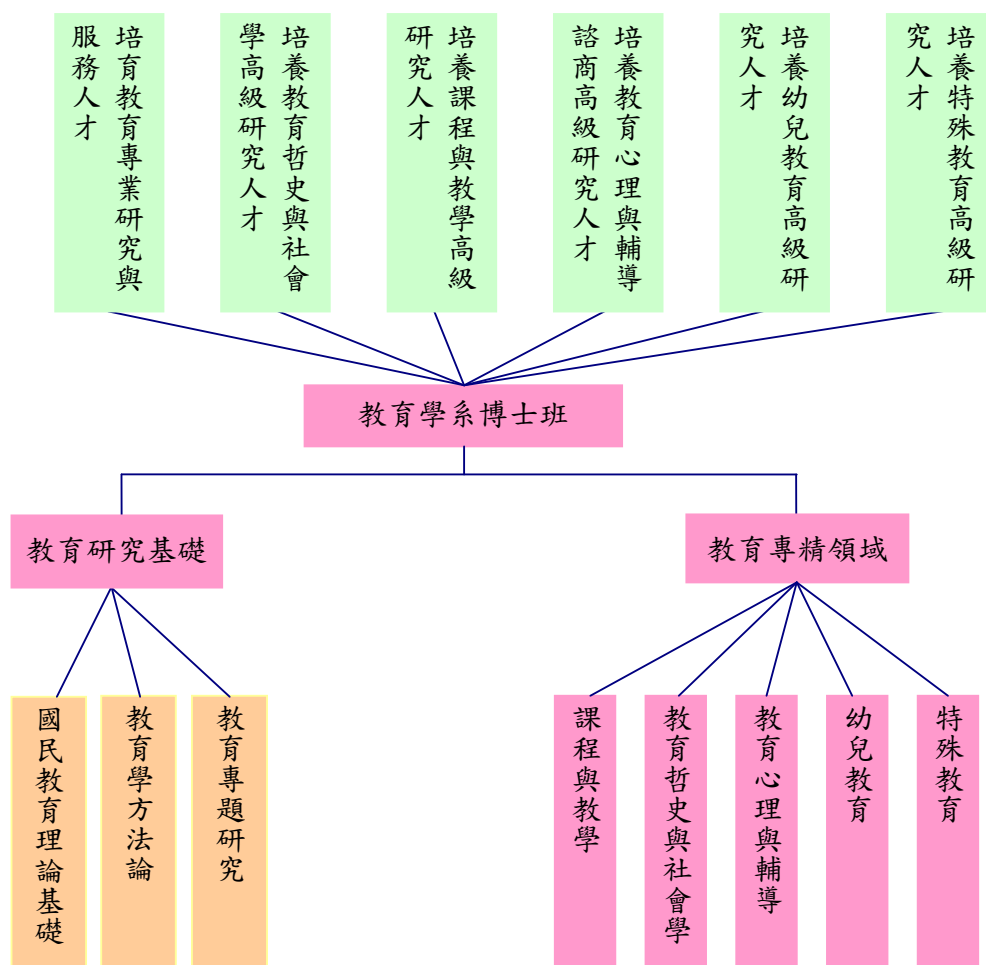 培育教育專業研究與
服務人才
培養教育哲史與社會
學高級研究人才
培養課程與教學高級
研究人才
培養教育心理與輔導
諮商高級研究人才
培養幼兒教育高級研
究人才
培養特殊教育高級研
究人才
教育學系博士班
教育研究基礎
教育專精領域
國民教育理論基礎
教育學方法論
教育專題研究
課程與教學
教育哲史與社會學
教育心理與輔導
幼兒教育
特殊教育